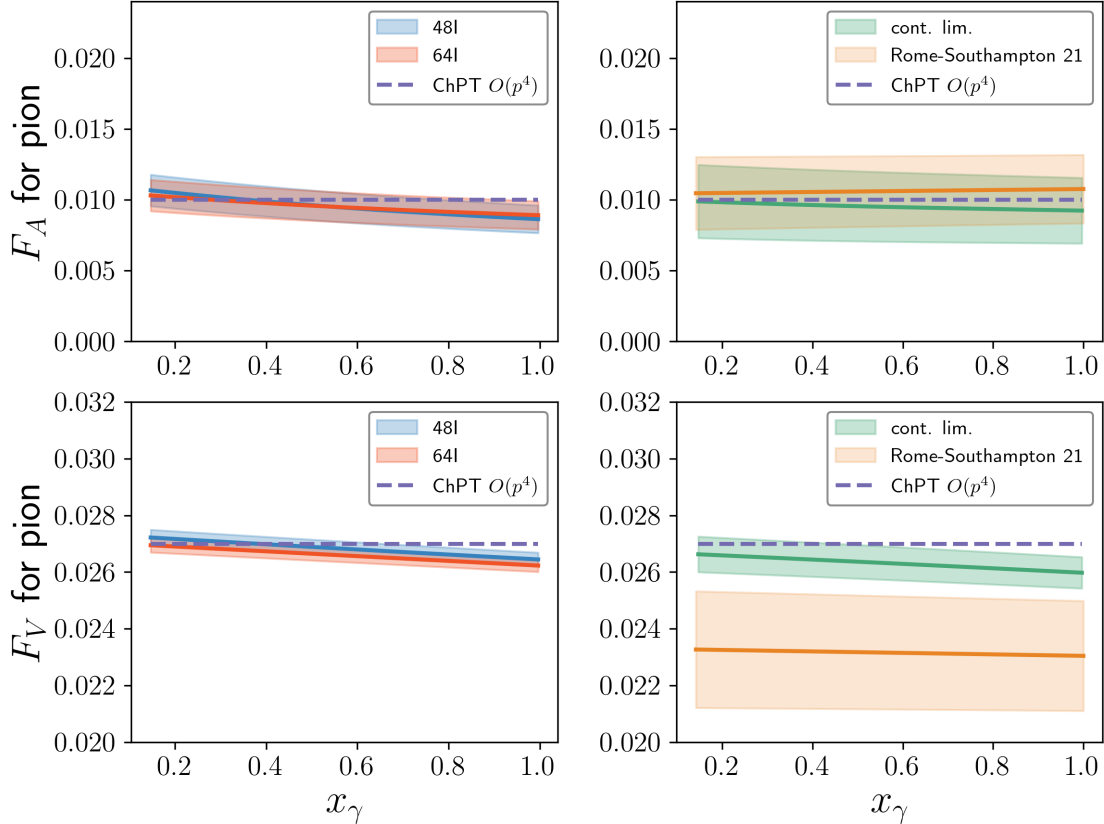 F_A for pion
0.020
0.015
0.010
0.005
0.000
48I
64I
ChPT O(p^4)
0.2 0.4 0.6 0.8 1.0
0.020
0.015
0.010
0.005
0.000
cont. lim.
Rome-Southampton 21
ChPT O(p^4)
0.2 0.4 0.6 0.8 1.0
F_V for pion
0.032
0.030
0.028
0.026
0.024
0.022
0.020
48I
64I
ChPT O(p^4)
0.2 0.4 0.6 0.8 1.0
x_γ
0.032
0.030
0.028
0.026
0.024
0.022
0.020
cont. lim.
Rome-Southampton 21
ChPT O(p^4)
0.2 0.4 0.6 0.8 1.0
x_γ